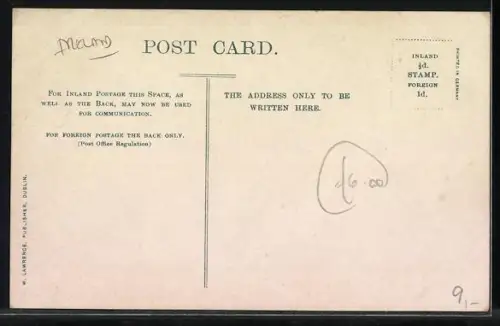 IRELAND
POST CARD.
INLAND
½d.
STAMP.
FOREIGN
1d.
PRINTED IN GERMANY
FOR INLAND POSTAGE THIS SPACE, AS
WELL AS THE BACK, MAY NOW BE USED
FOR COMMUNICATION.
FOR FOREIGN POSTAGE THE BACK ONLY.
(Post Office Regulation)
THE ADDRESS ONLY TO BE
WRITTEN HERE.
W. LAWRENCE, PUBLISHER, DUBLIN.
6.00
9,-